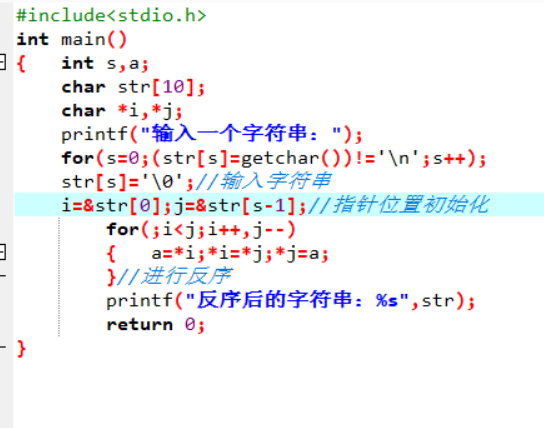 #include<stdio.h>
int main()
{   int s,a;
    char str[10];
    char *i,*j;
    printf("输入一个字符串：");
    for(s=0;(str[s]=getchar())!='\n';s++);
    str[s]='\0';//输入字符串
    i=&str[0];j=&str[s-1];//指针位置初始化
        for(;i<j;i++,j--)
        {   a=*i;*i=*j;*j=a;
        }//进行反序
        printf("反序后的字符串：%s",str);
        return 0;
}